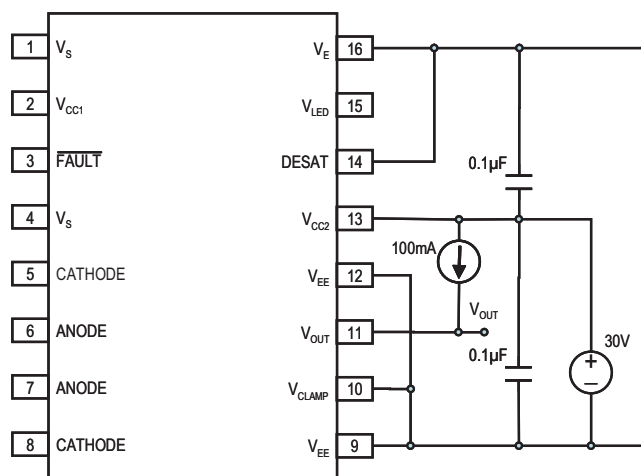 1 V_S
V_E 16
2 V_CC1
V_LED 15
3 FAULT
DESAT 14
0.1µF
4 V_S
V_CC2 13
100mA
5 CATHODE
V_EE 12
V_OUT
6 ANODE
V_OUT 11
30V
0.1µF
+
7 ANODE
V_CLAMP 10
–
8 CATHODE
V_EE 9